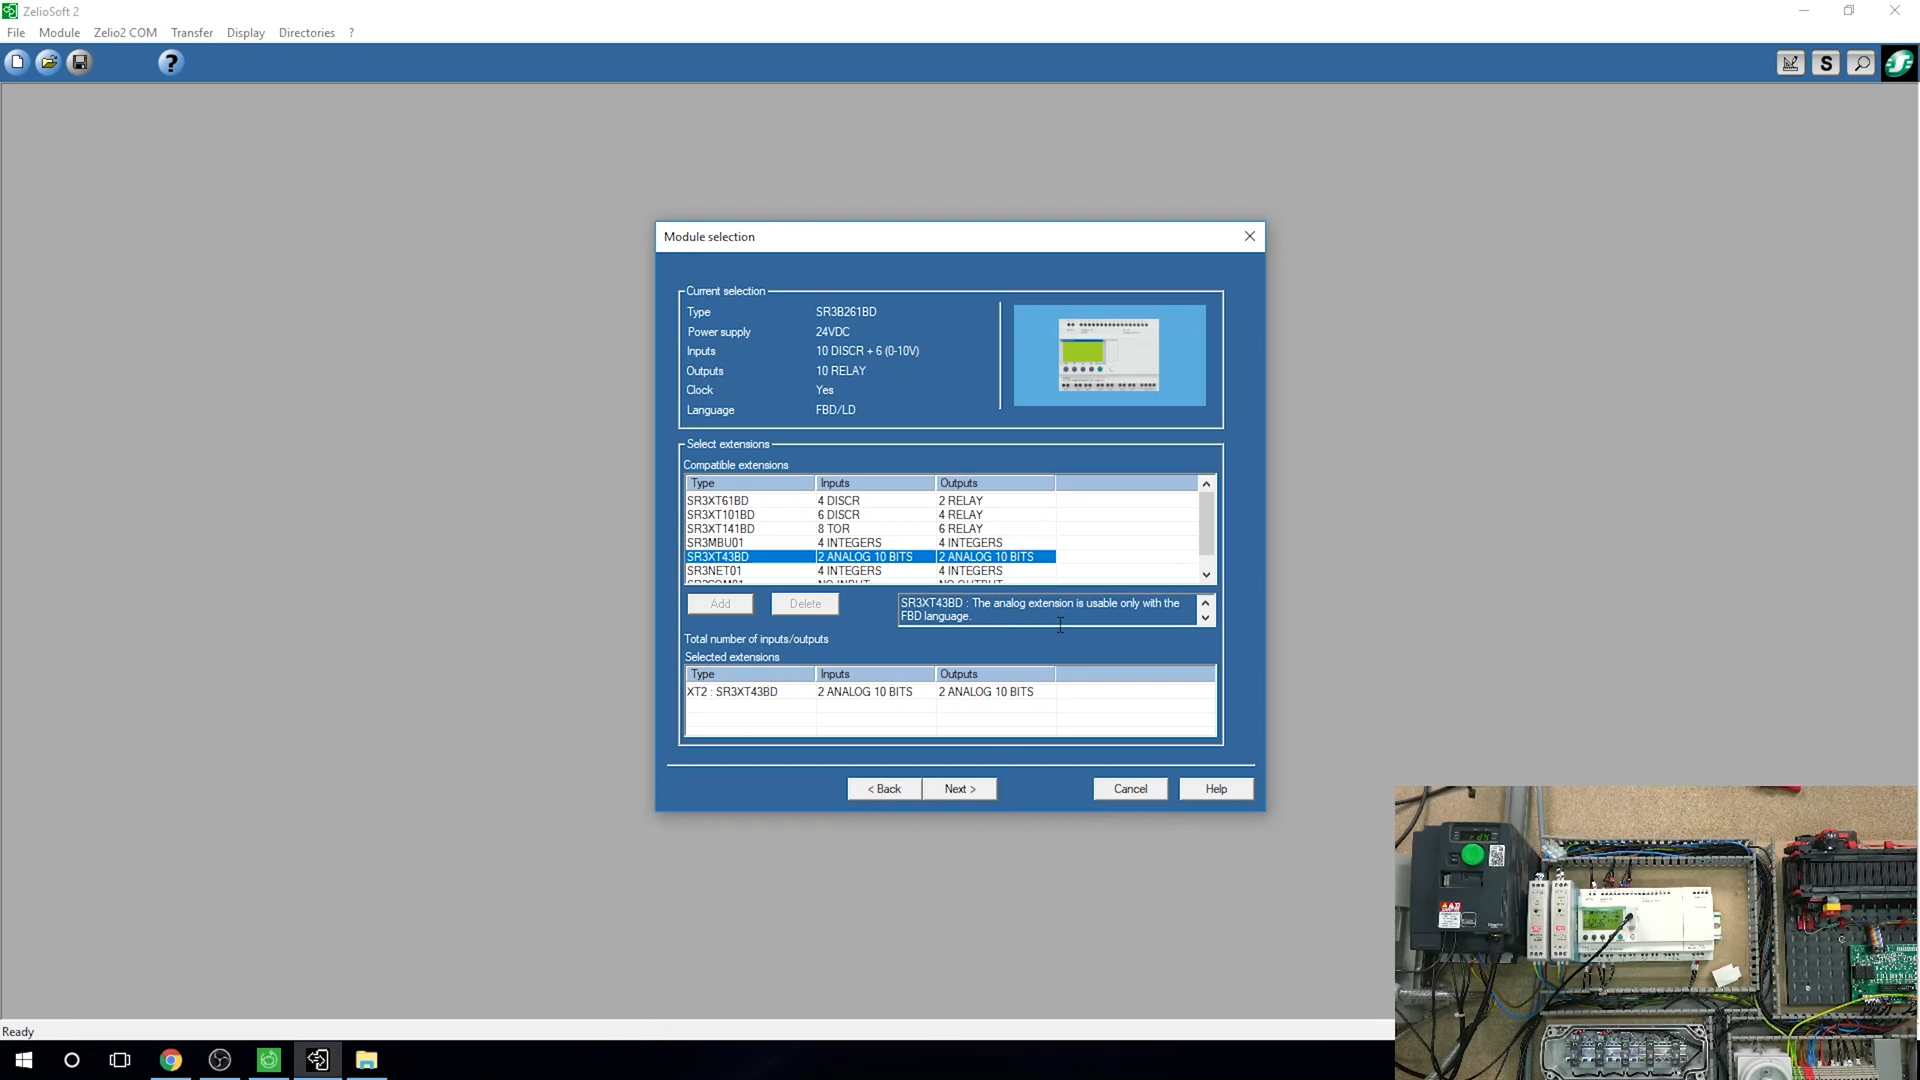 ZelioSoft 2
File Module Zelio2 COM Transfer Display Directories ?
?
S
Module selection
Current selection
Type SR3B261BD
Power supply 24VDC
Inputs 10 DISCR + 6 (0-10V)
Outputs 10 RELAY
Clock Yes
Language FBD/LD
Select extensions
Compatible extensions
Type Inputs Outputs
SR3XT61BD 4 DISCR 2 RELAY
SR3XT101BD 6 DISCR 4 RELAY
SR3XT141BD 8 TOR 6 RELAY
SR3MBU01 4 INTEGERS 4 INTEGERS
SR3XT43BD 2 ANALOG 10 BITS 2 ANALOG 10 BITS
SR3NET01 4 INTEGERS 4 INTEGERS
Add Delete
SR3XT43BD : The analog extension is usable only with the
FBD language.
Total number of inputs/outputs
Selected extensions
Type Inputs Outputs
XT2 : SR3XT43BD 2 ANALOG 10 BITS 2 ANALOG 10 BITS
< Back Next > Cancel Help
Ready